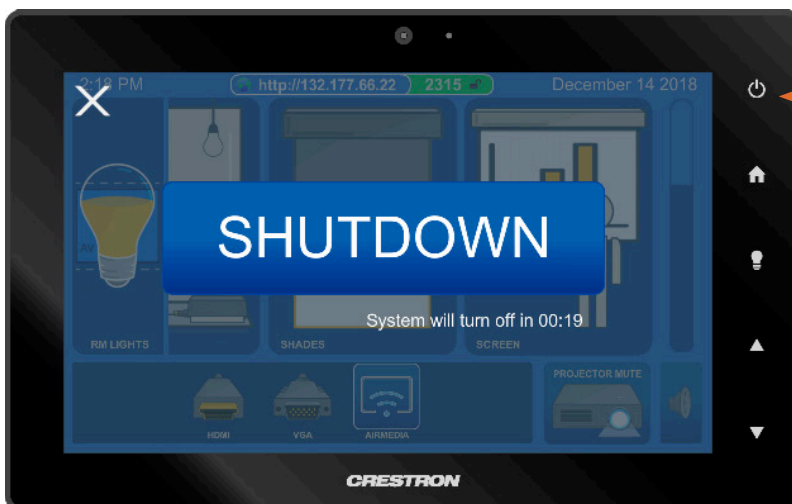 2:18 PM
http://132.177.66.22
2315
December 14 2018
SHUTDOWN
AV
System will turn off in 00:19
RM LIGHTS
SHADES
SCREEN
PROJECTOR MUTE
HDMI
VGA
AIRMEDIA
CRESTRON